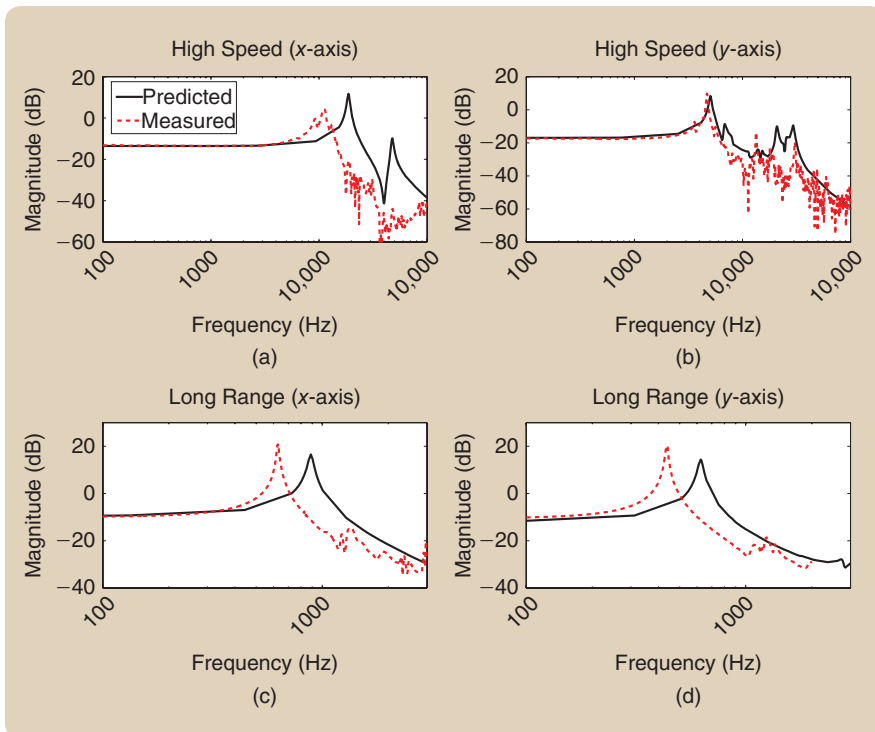 High Speed (x-axis)
20
0
−20
−40
−60
Magnitude (dB)
Predicted
Measured
100
1000
10,000
10,000
Frequency (Hz)
(a)
High Speed (y-axis)
20
0
−20
−40
−60
−80
Magnitude (dB)
100
1000
10,000
10,000
Frequency (Hz)
(b)
Long Range (x-axis)
20
0
−20
−40
Magnitude (dB)
100
1000
Frequency (Hz)
(c)
Long Range (y-axis)
20
0
−20
−40
Magnitude (dB)
100
1000
Frequency (Hz)
(d)